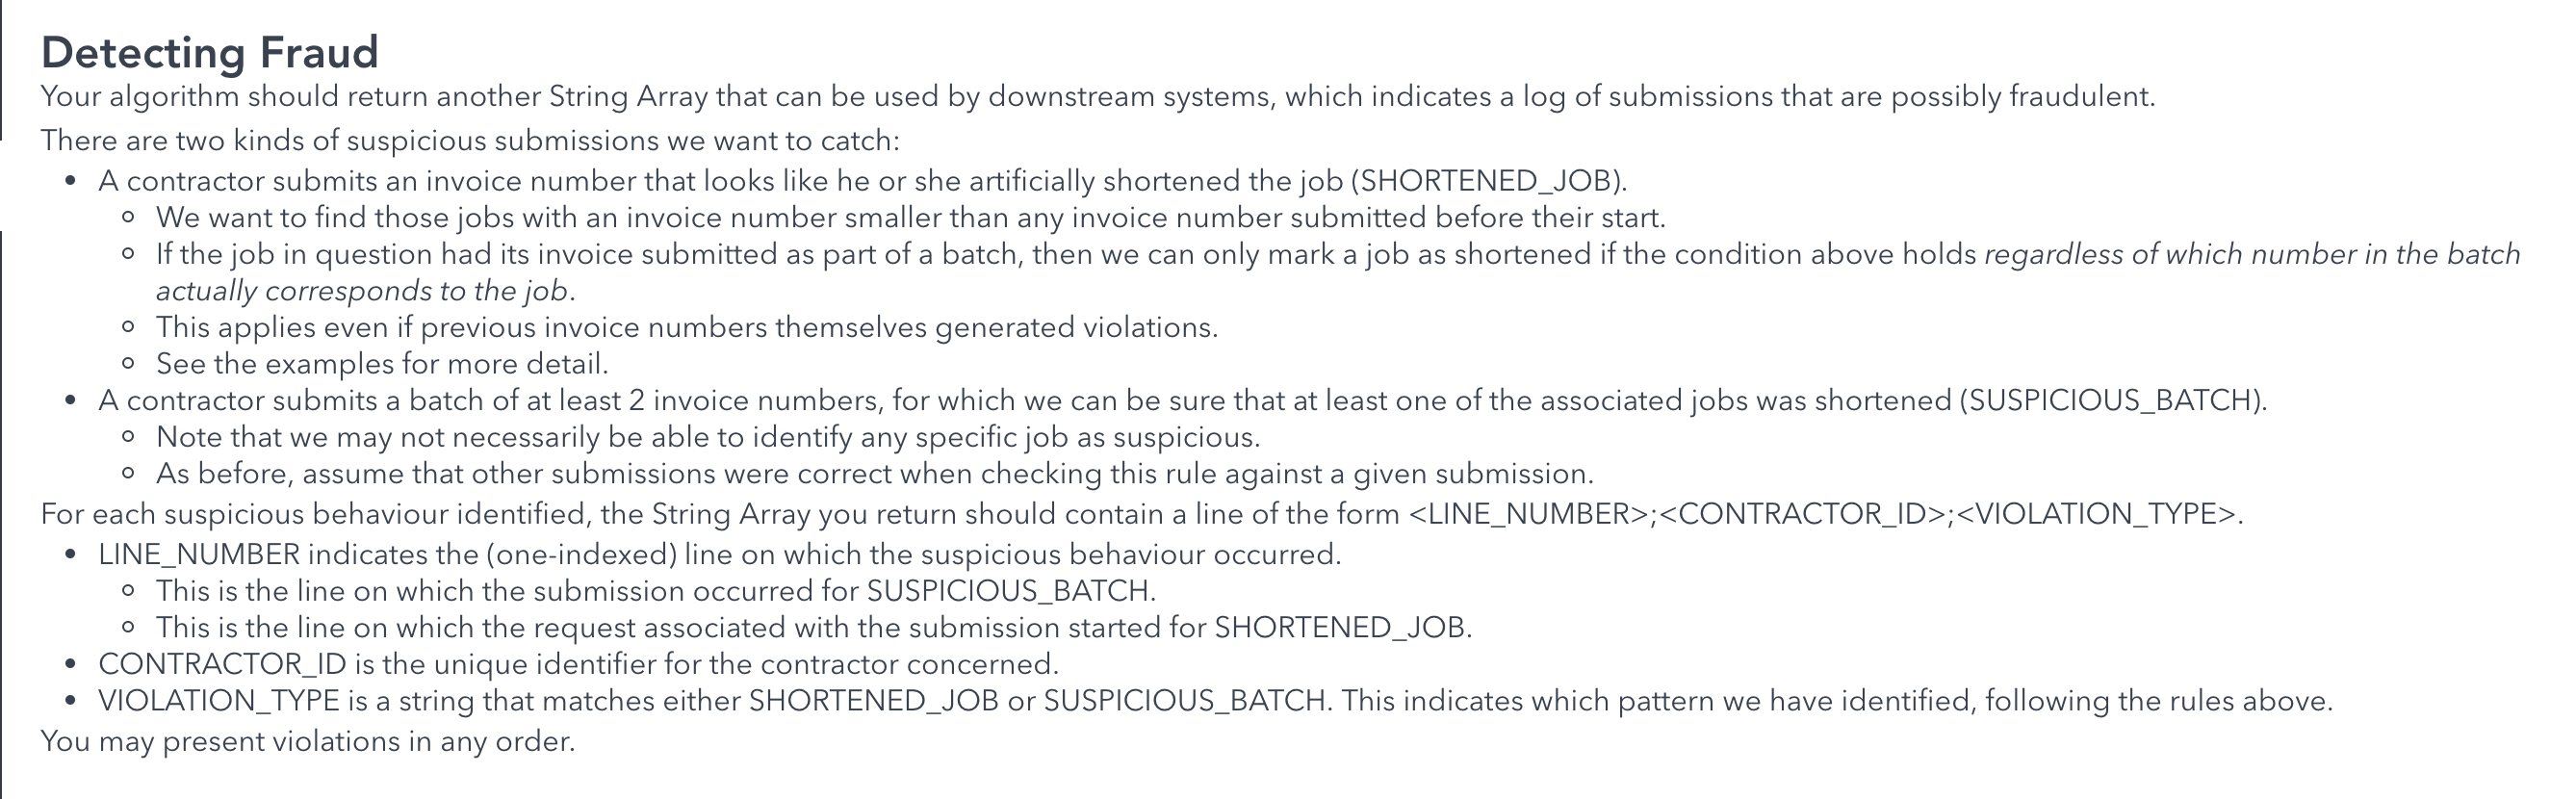 Detecting Fraud
Your algorithm should return another String Array that can be used by downstream systems, which indicates a log of submissions that are possibly fraudulent.
There are two kinds of suspicious submissions we want to catch:
• A contractor submits an invoice number that looks like he or she artificially shortened the job (SHORTENED_JOB).
◦ We want to find those jobs with an invoice number smaller than any invoice number submitted before their start.
◦ If the job in question had its invoice submitted as part of a batch, then we can only mark a job as shortened if the condition above holds regardless of which number in the batch
actually corresponds to the job.
◦ This applies even if previous invoice numbers themselves generated violations.
◦ See the examples for more detail.
• A contractor submits a batch of at least 2 invoice numbers, for which we can be sure that at least one of the associated jobs was shortened (SUSPICIOUS_BATCH).
◦ Note that we may not necessarily be able to identify any specific job as suspicious.
◦ As before, assume that other submissions were correct when checking this rule against a given submission.
For each suspicious behaviour identified, the String Array you return should contain a line of the form <LINE_NUMBER>;<CONTRACTOR_ID>;<VIOLATION_TYPE>.
• LINE_NUMBER indicates the (one-indexed) line on which the suspicious behaviour occurred.
◦ This is the line on which the submission occurred for SUSPICIOUS_BATCH.
◦ This is the line on which the request associated with the submission started for SHORTENED_JOB.
• CONTRACTOR_ID is the unique identifier for the contractor concerned.
• VIOLATION_TYPE is a string that matches either SHORTENED_JOB or SUSPICIOUS_BATCH. This indicates which pattern we have identified, following the rules above.
You may present violations in any order.